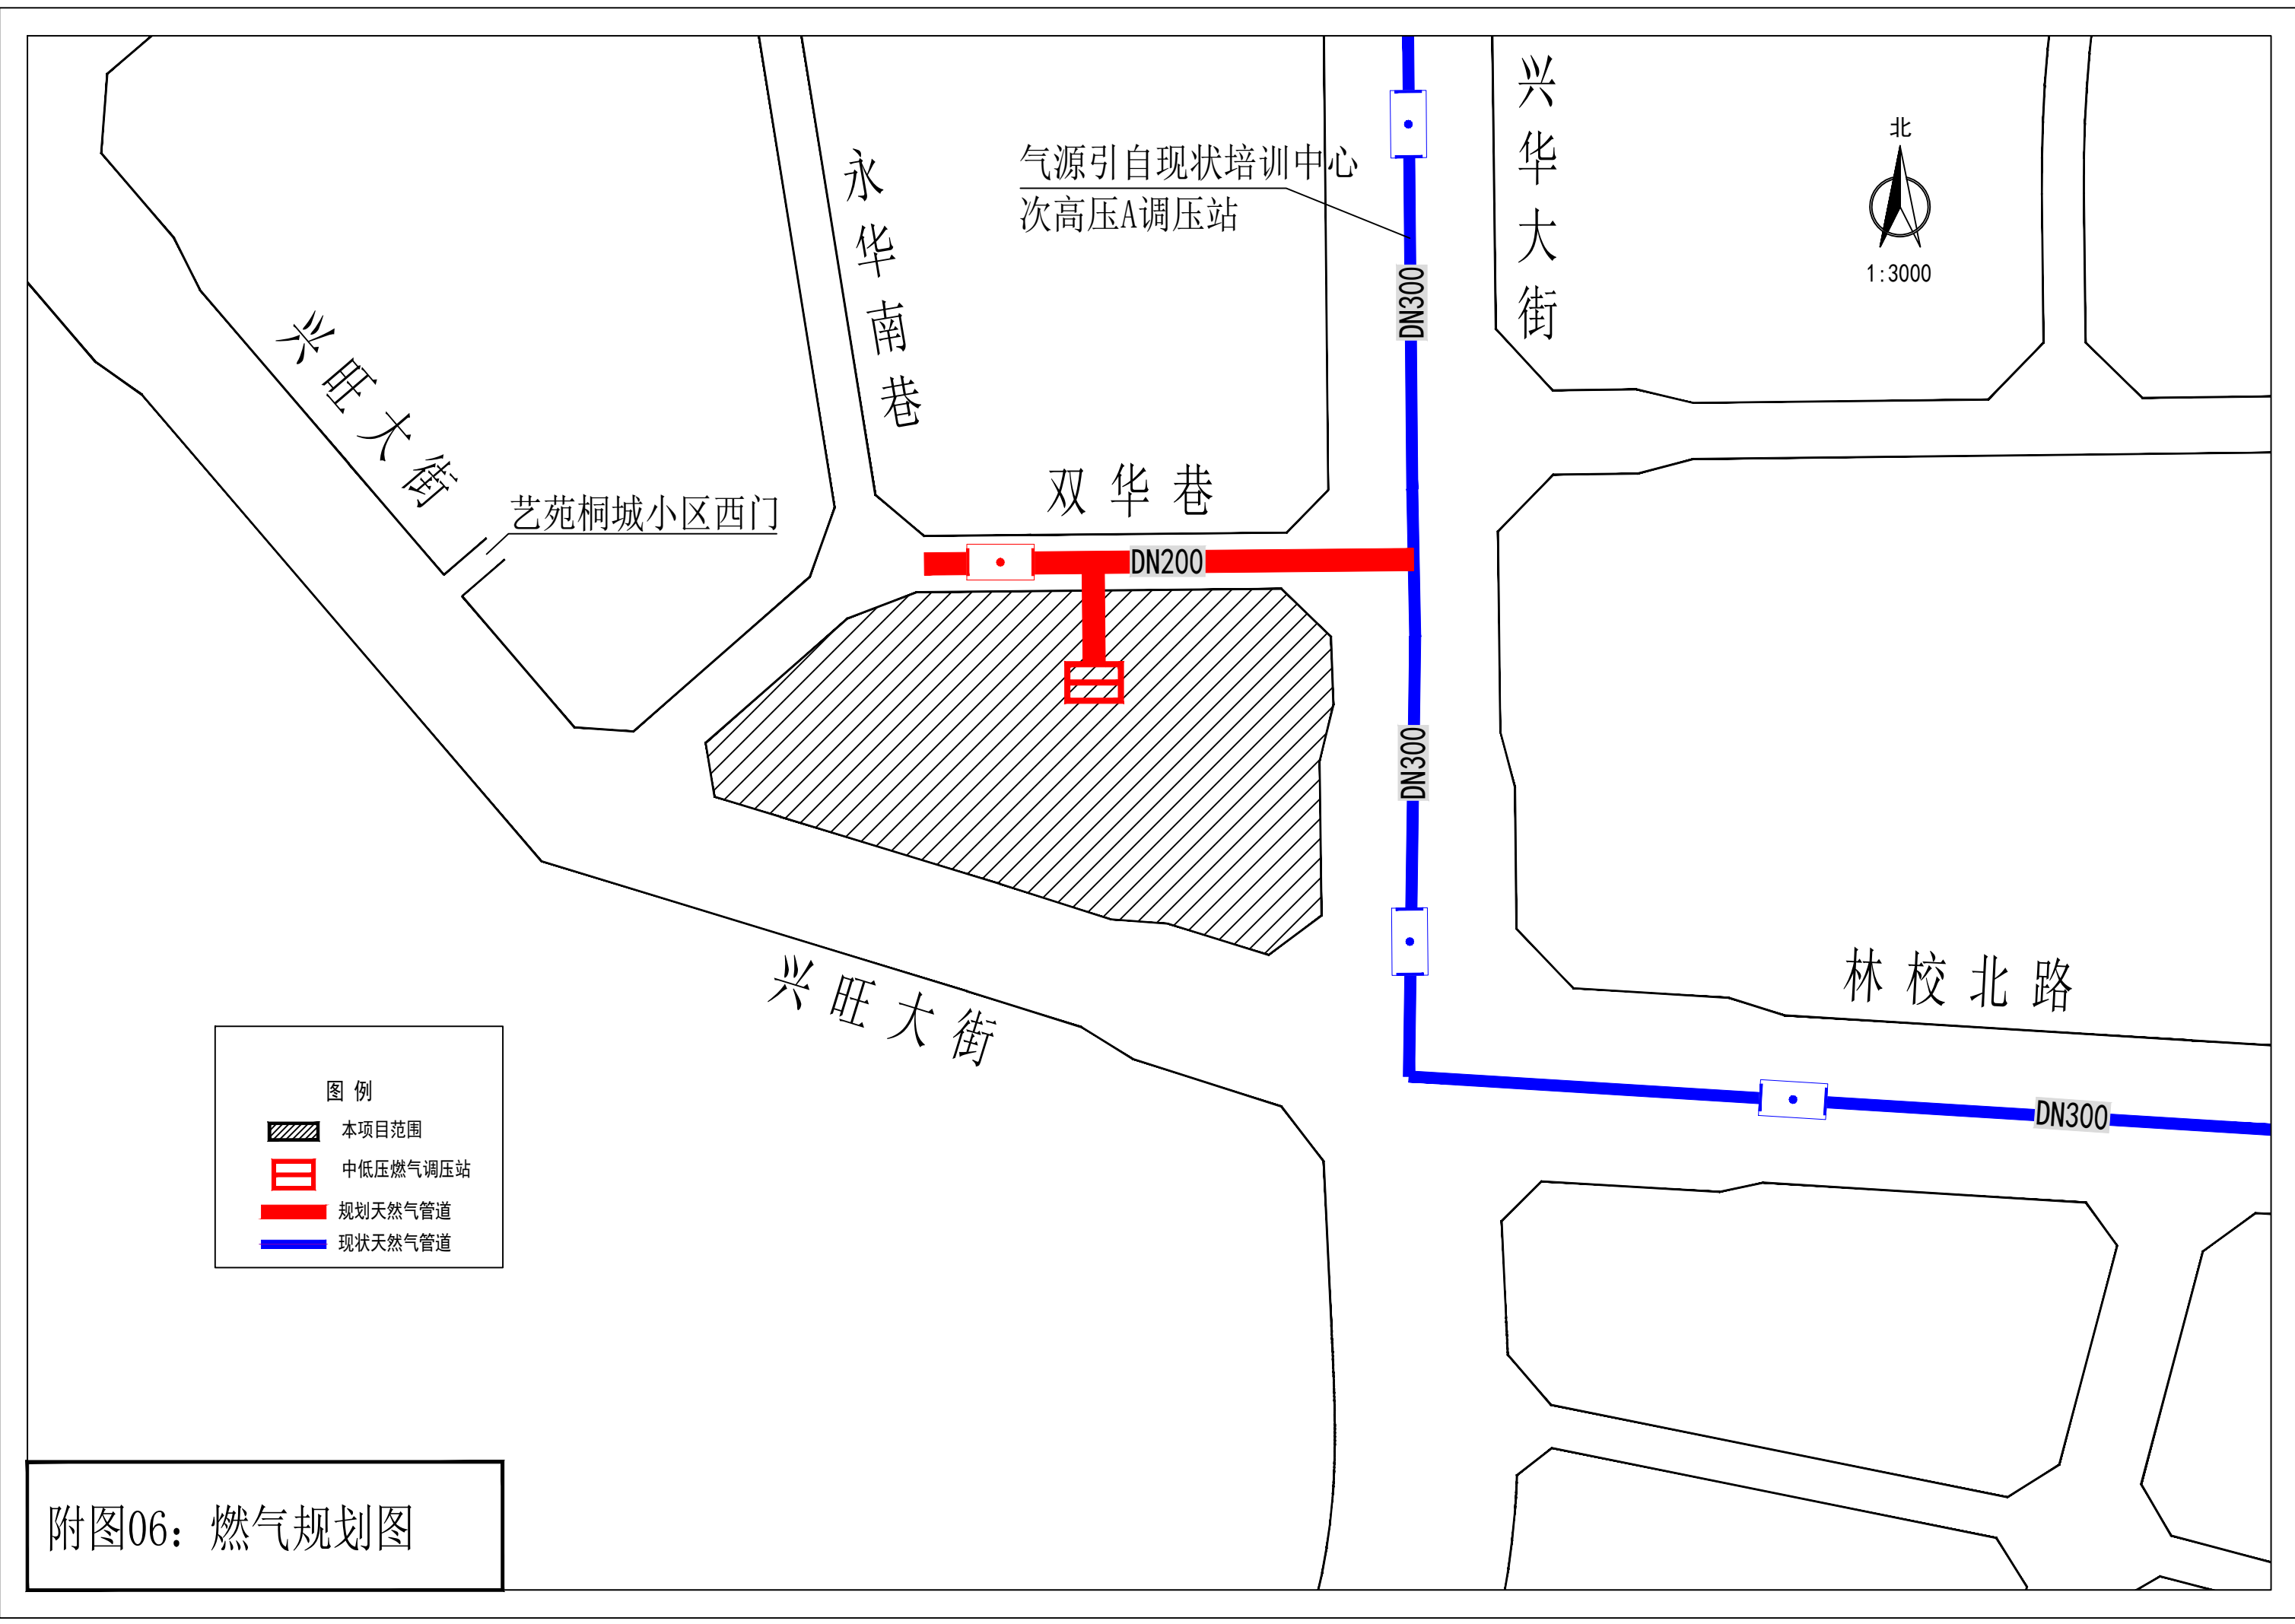 兴华大街
北
1:3000
气源引自现状培训中心
次高压A调压站
永华南巷
DN300
兴旺大街
双华巷
艺苑桐城小区西门
DN200
DN300
林校北路
兴旺大街
DN300
图 例
本项目范围
中低压燃气调压站
规划天然气管道
现状天然气管道
附图06：燃气规划图